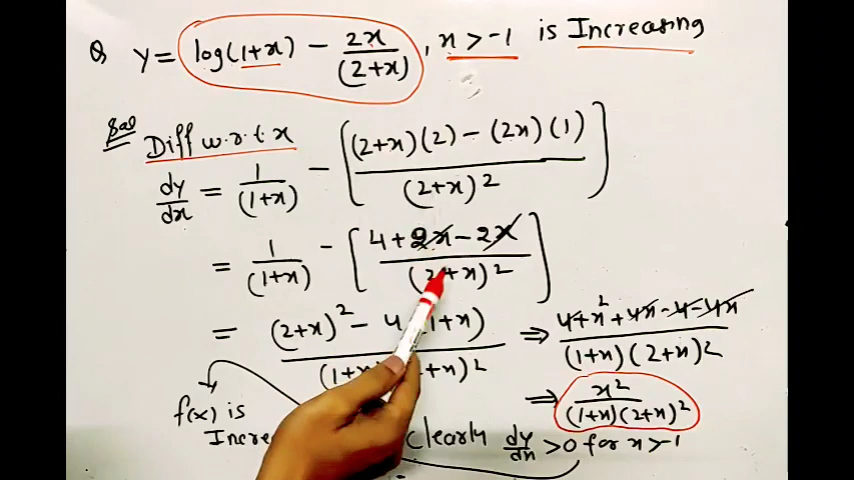 Q y = log(1+x) - 2x/(2+x), x > -1 is Increasing
Sol Diff w.r.t x
dy/dx = 1/(1+x) - [((2+x)(2) - (2x)(1))/(2+x)^2]
= 1/(1+x) - [(4+2x-2x)/(2+x)^2]
= ((2+x)^2 - 4(1+x))/((1+x)(2+x)^2) ⇒ (4+x^2+4x-4-4x)/((1+x)(2+x)^2)
⇒ x^2/((1+x)(2+x)^2)
f(x) is
Clearly dy/dx > 0 for x > -1